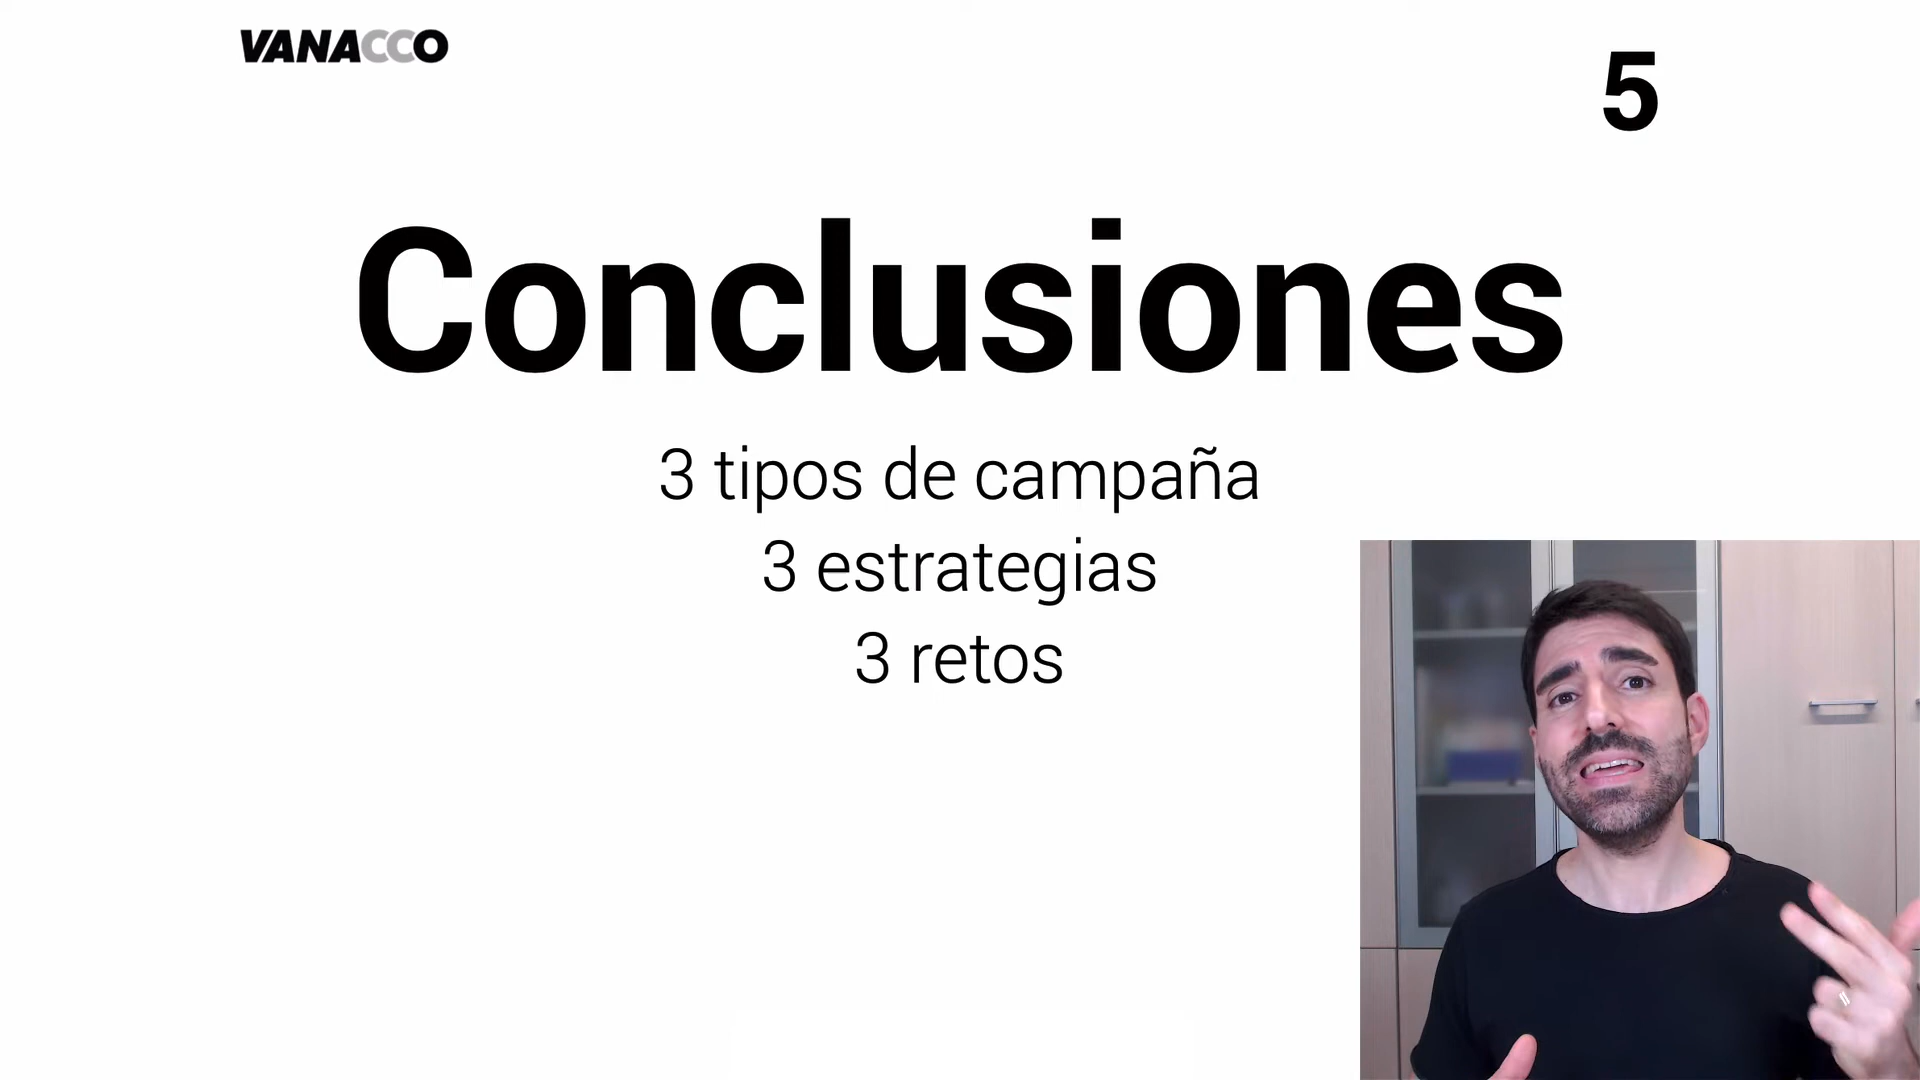 VANACCO
5
Conclusiones
3 tipos de campaña
3 estrategias
3 retos